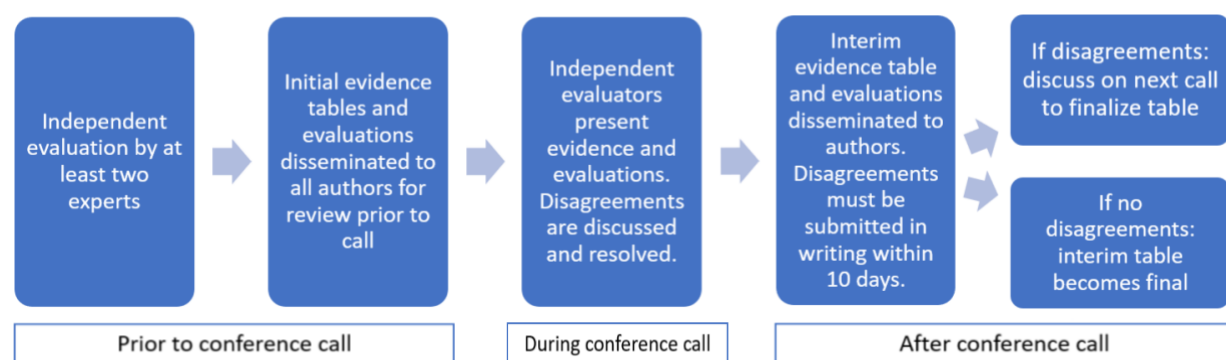 Independent
evaluation by at
least two
experts
Initial evidence
tables and
evaluations
disseminated to
all authors for
review prior to
call
Independent
evaluators
present
evidence and
evaluations.
Disagreements
are discussed
and resolved.
Interim
evidence table
and evaluations
disseminated to
authors.
Disagreements
must be
submitted in
writing within
10 days.
If disagreements:
discuss on next call
to finalize table
If no
disagreements:
interim table
becomes final
Prior to conference call
During conference call
After conference call